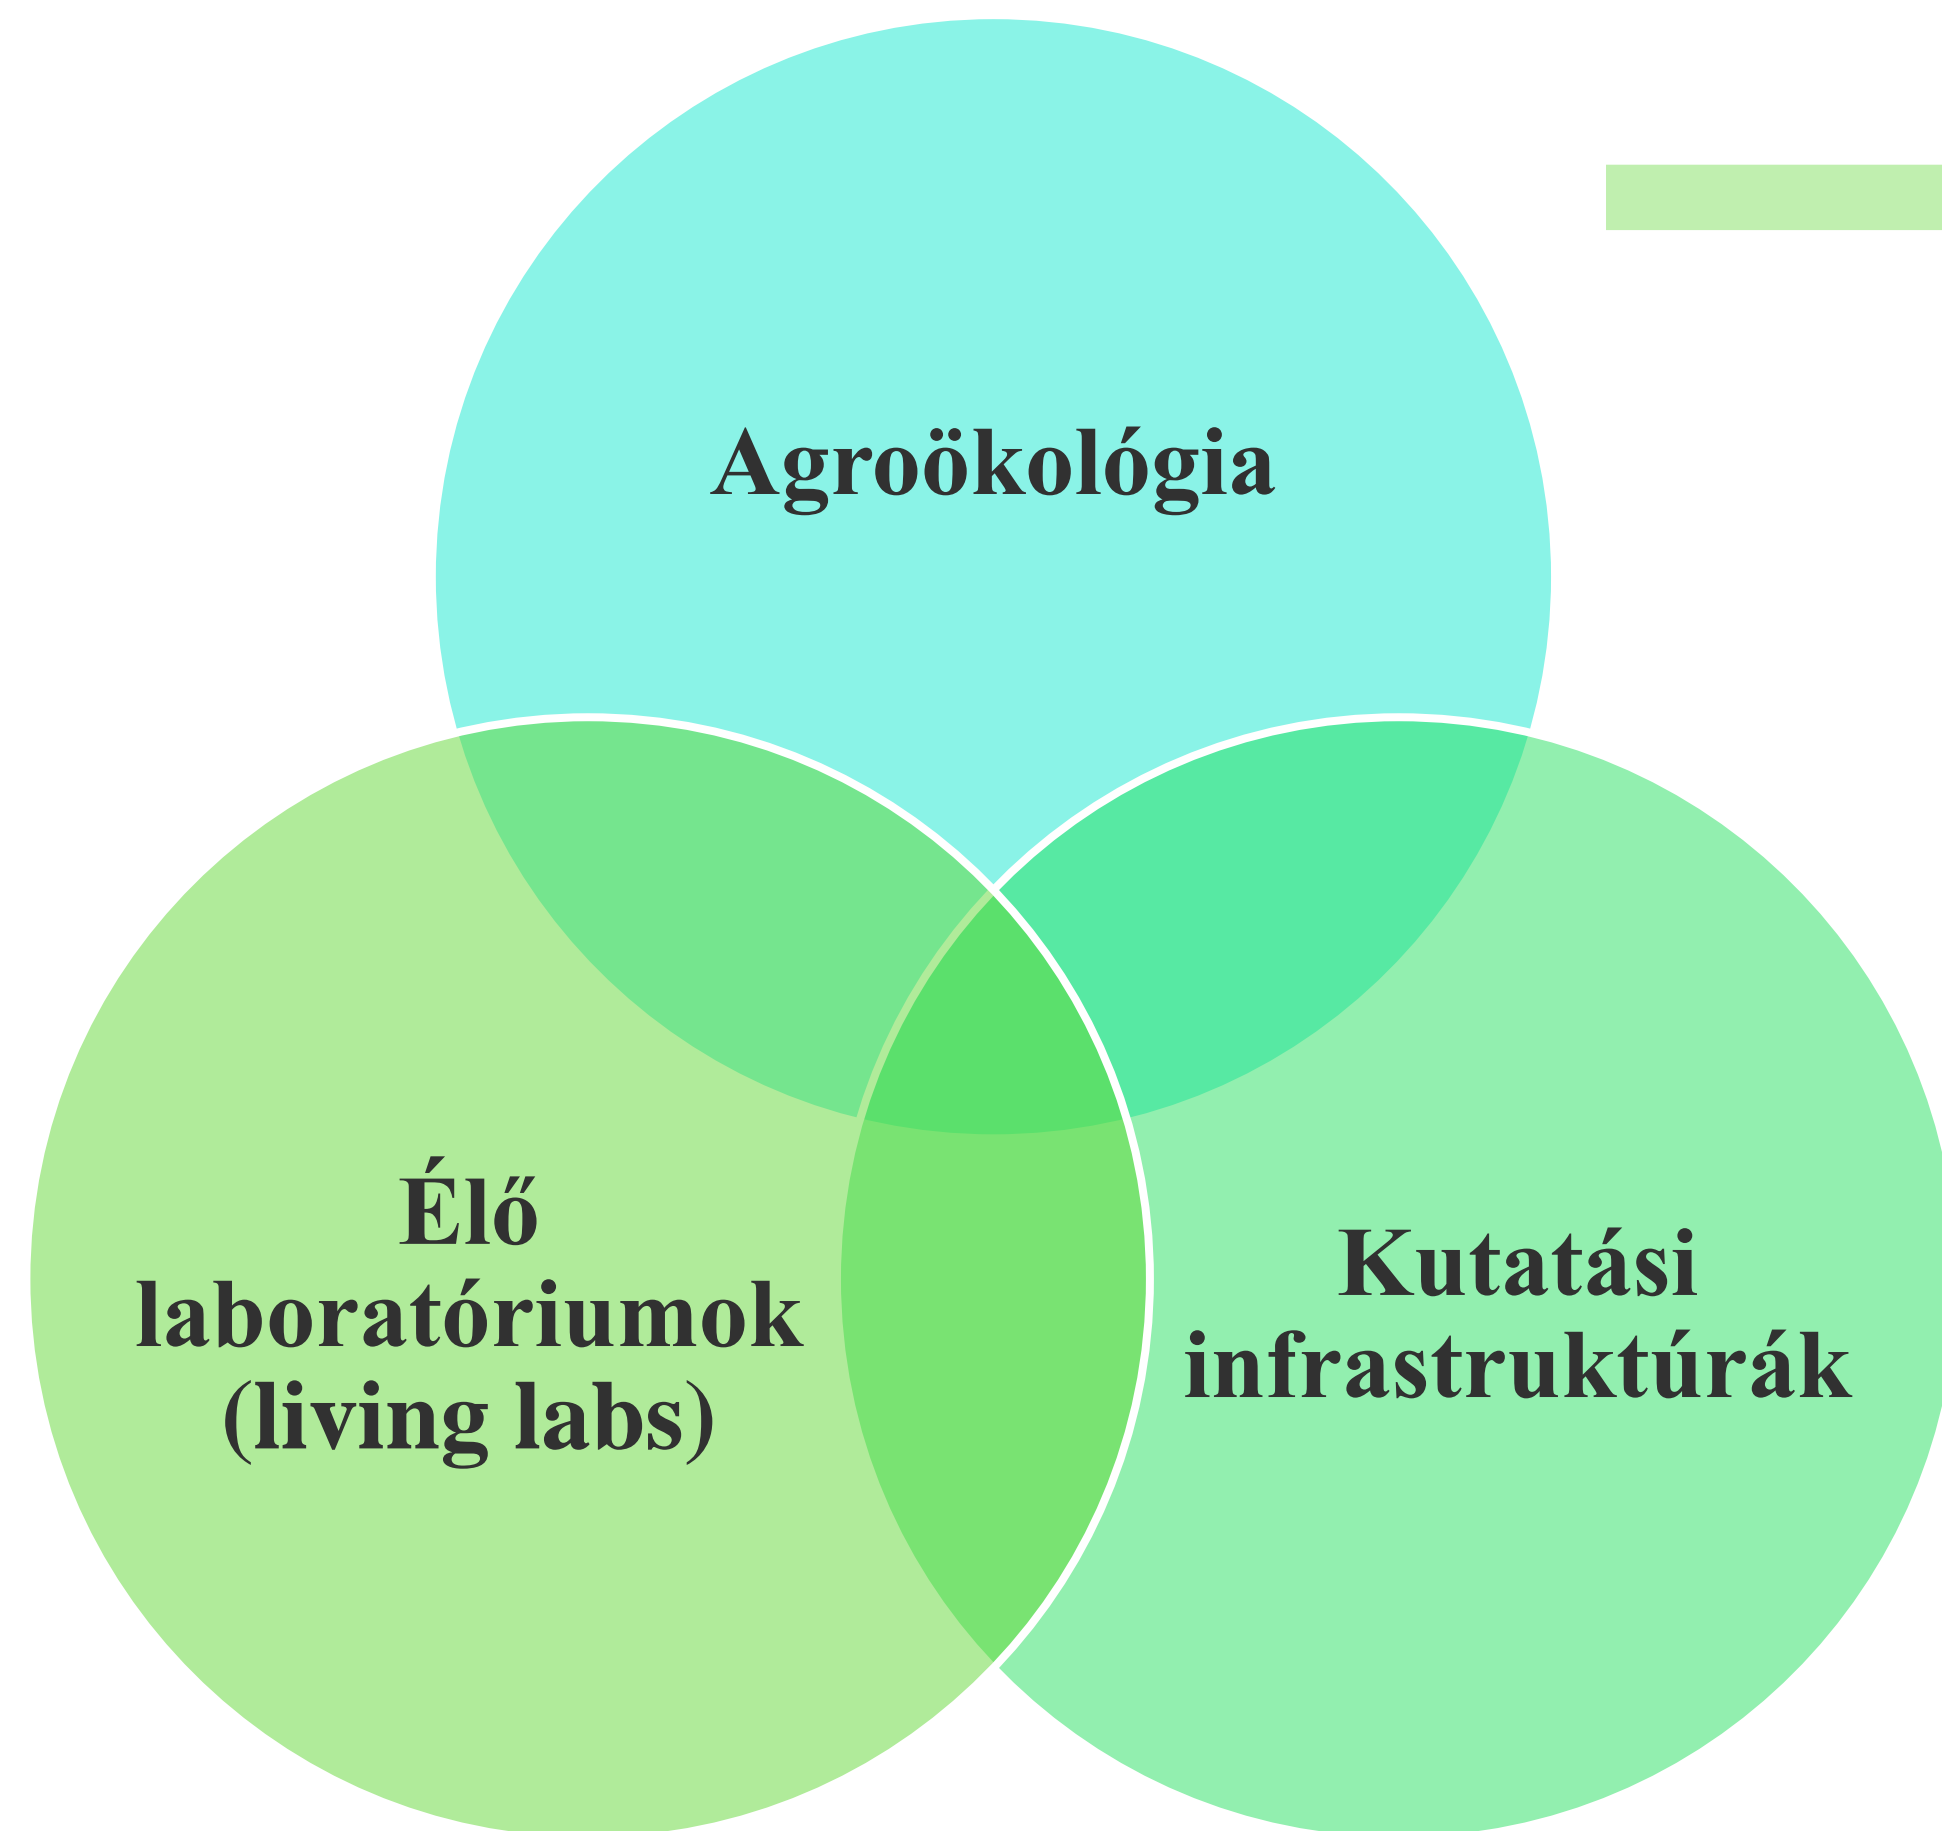 Agroökológia
Élő
laboratóriumok
(living labs)
Kutatási
infrastruktúrák